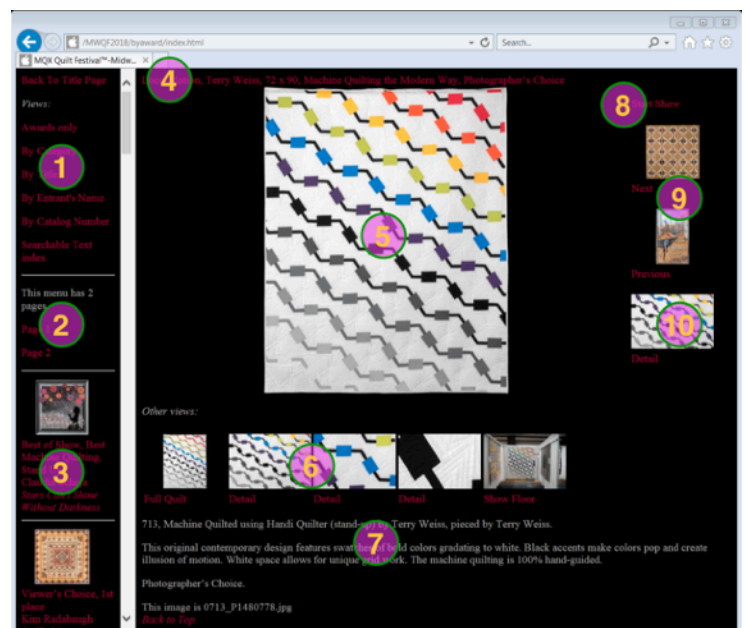 /MWQF2018/byaward/index.html
Search...
MQX Quilt Festival™-Midw...
Back To Title Page
Views:
Awards only
By
By
By Entrant's Name
By Catalog Number
Searchable Text
index.
This menu has 2
pages
Page 2
Best of Show, Best
Machine Quilting,
Stars Can't Shine
Without Darkness
Viewer's Choice, 1st
place
Kim Radabaugh
Terry Weiss, 72 x 90, Machine Quilting the Modern Way, Photographer's Choice
Start Show
Next
Previous
Detail
Other views:
Full Quilt
Detail
Detail
Detail
Show Floor
713, Machine Quilted using Handi Quilter (stand-up) by Terry Weiss, pieced by Terry Weiss.
This original contemporary design features swatches of bold colors gradating to white. Black accents make colors pop and create
illusion of motion. White space allows for unique grid work. The machine quilting is 100% hand-guided.
Photographer's Choice.
This image is 0713_P1480778.jpg
Back to Top
1
2
3
4
5
6
7
8
9
10